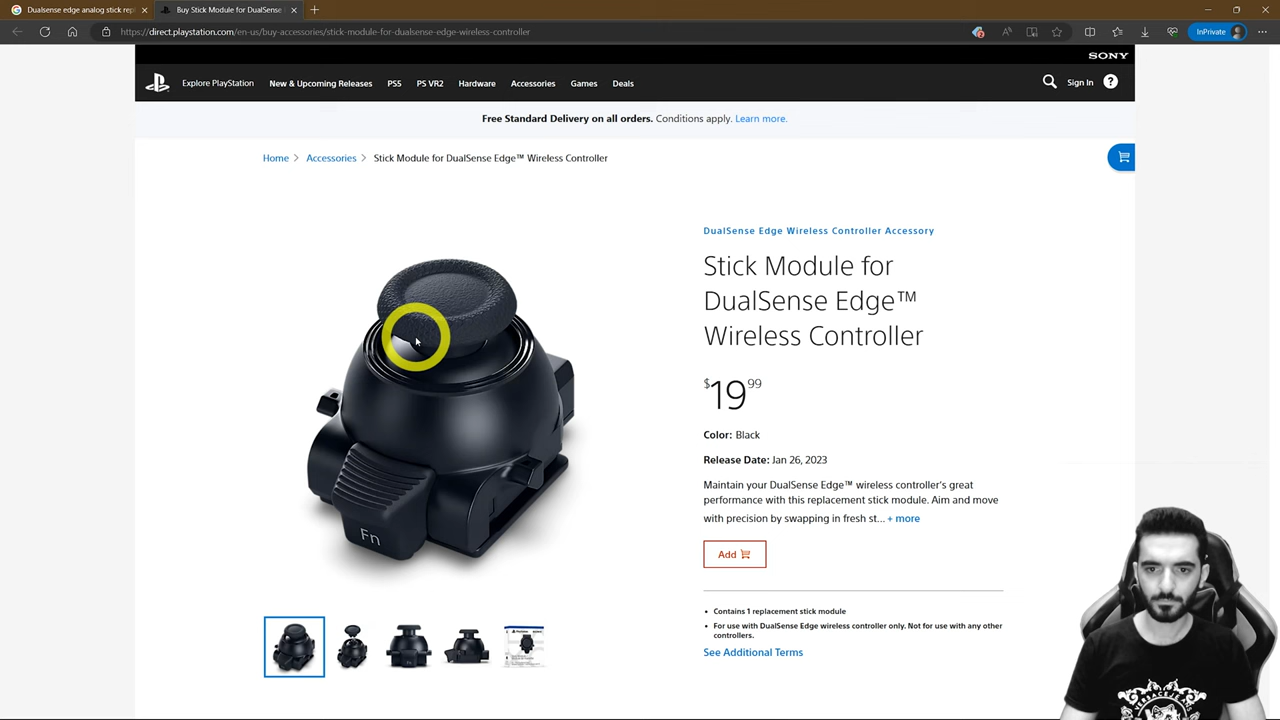 Dualsense edge analog stick rep
Buy Stick Module for DualSense
https://direct.playstation.com/en-us/buy-accessories/stick-module-for-dualsense-edge-wireless-controller
InPrivate
SONY
Explore PlayStation
New & Upcoming Releases
PS5
PS VR2
Hardware
Accessories
Games
Deals
Sign In
Free Standard Delivery on all orders. Conditions apply. Learn more.
Home > Accessories > Stick Module for DualSense Edge™ Wireless Controller
DualSense Edge Wireless Controller Accessory
Stick Module for
DualSense Edge™
Wireless Controller
$19.99
Color: Black
Release Date: Jan 26, 2023
Maintain your DualSense Edge™ wireless controller's great
performance with this replacement stick module. Aim and move
with precision by swapping in fresh st... + more
Add
Fn
• Contains 1 replacement stick module
• For use with DualSense Edge wireless controller only. Not for use with any other
controllers.
See Additional Terms